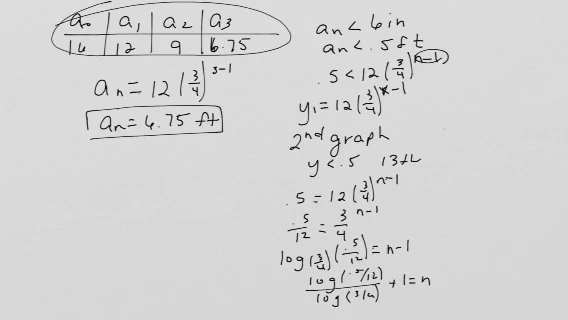 a₀ | a₁ | a₂ | a₃
16 | 12 | 9 | 6.75
aₙ = 12 (3/4)^3-1
aₙ = 6.75 ft
aₙ < 6 in
aₙ < .5 ft
.5 < 12 (3/4)^n-1
y₁ = 12 (3/4)^x-1
2nd graph
y < .5 13th
.5 = 12 (3/4)^n-1
.5/12 = 3/4^n-1
log(3/4) (.5/12) = n-1
log(.5/12)/log(3/4) + 1 = n